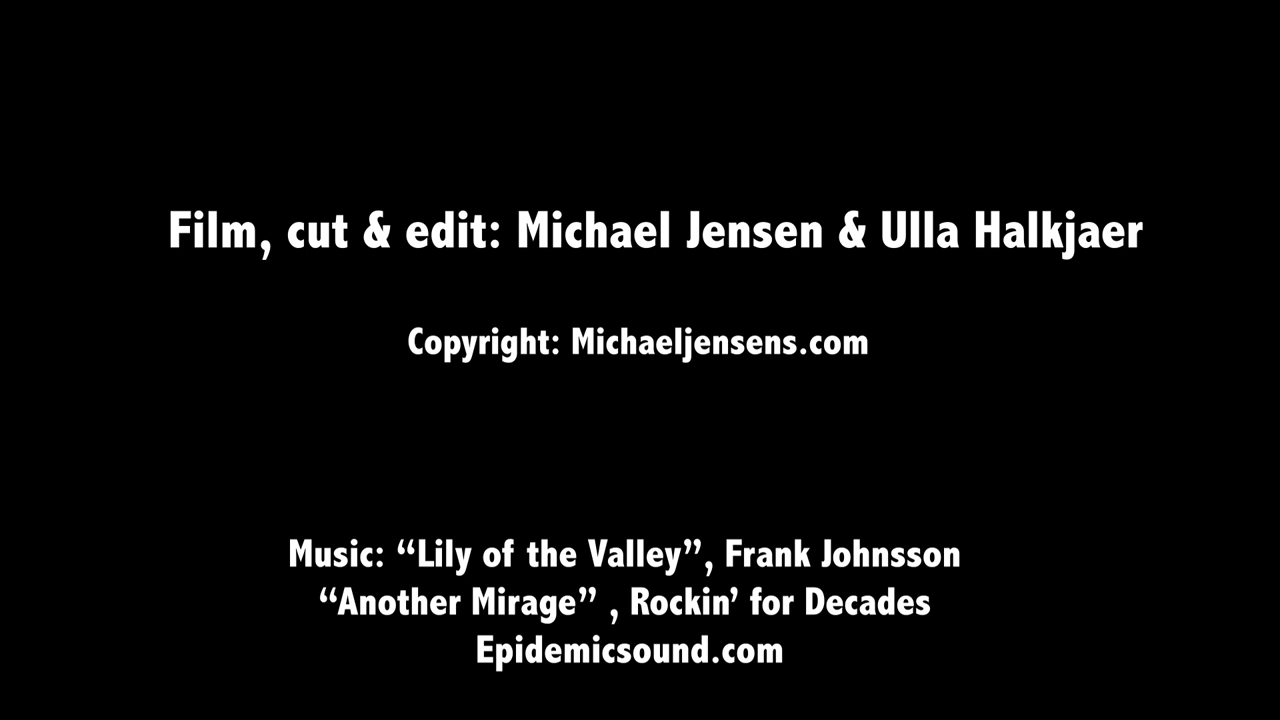 Film, cut & edit: Michael Jensen & Ulla Halkjaer
Copyright: Michaeljensens.com
Music: “Lily of the Valley”, Frank Johnsson
“Another Mirage” , Rockin’ for Decades
Epidemicsound.com